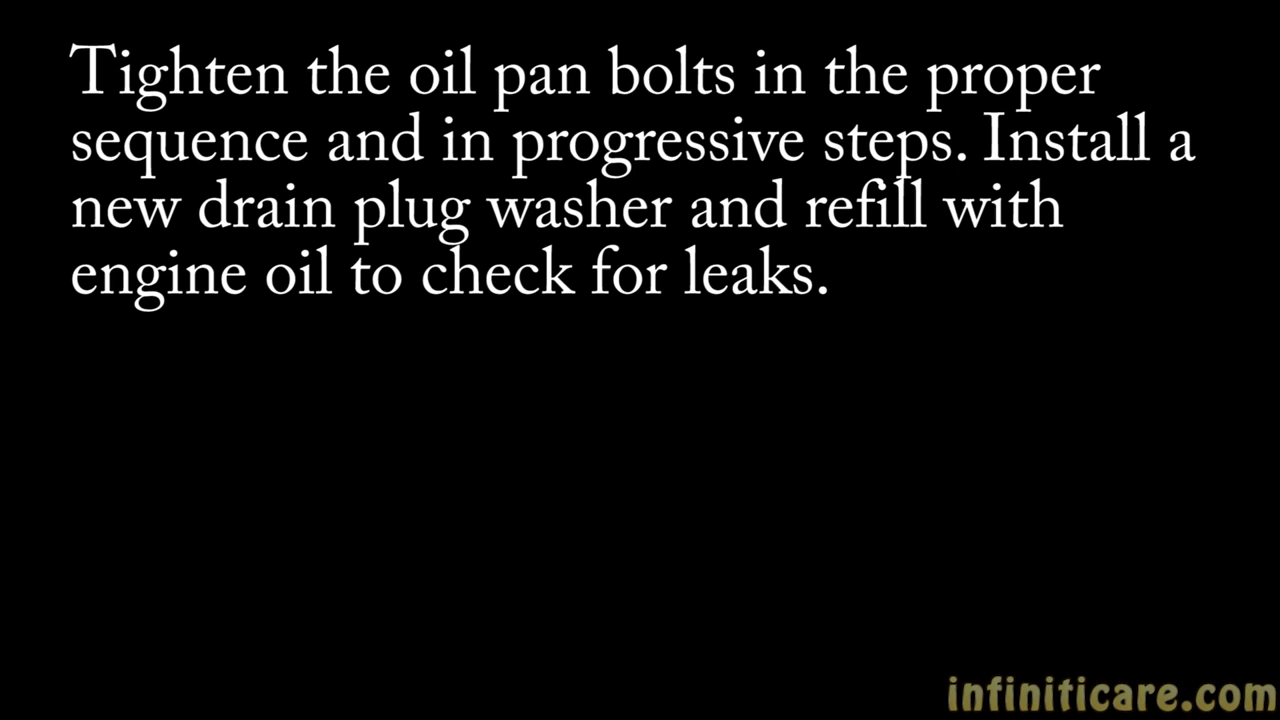 Tighten the oil pan bolts in the proper
sequence and in progressive steps. Install a
new drain plug washer and refill with
engine oil to check for leaks.
infiniticare.com